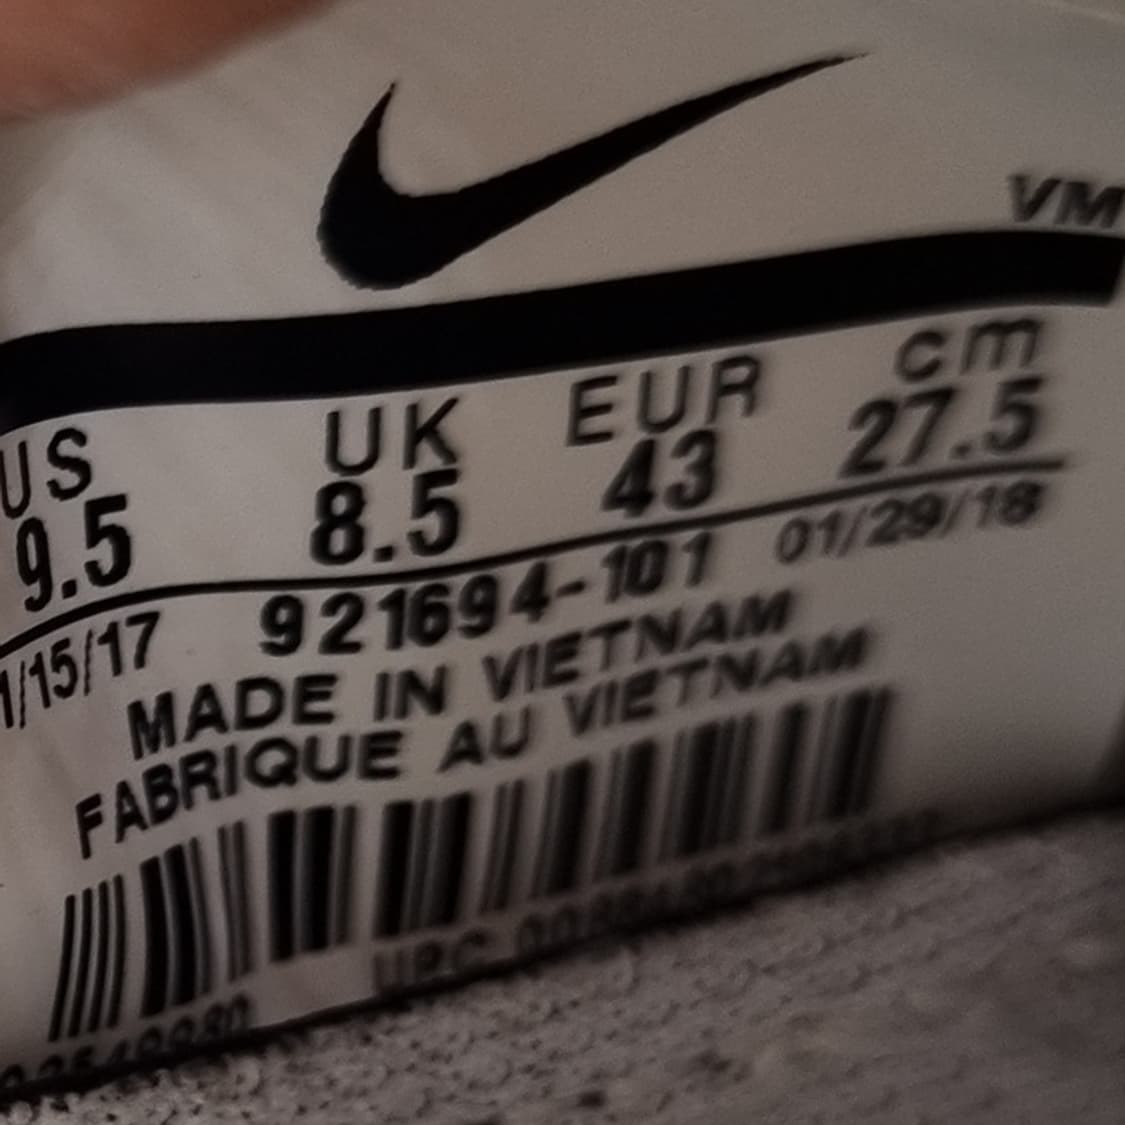 VM
US UK EUR cm
9.5 8.5 43 27.5
1/15/17 921694-101 01/29/18
MADE IN VIETNAM
FABRIQUE AU VIETNAM
UPC